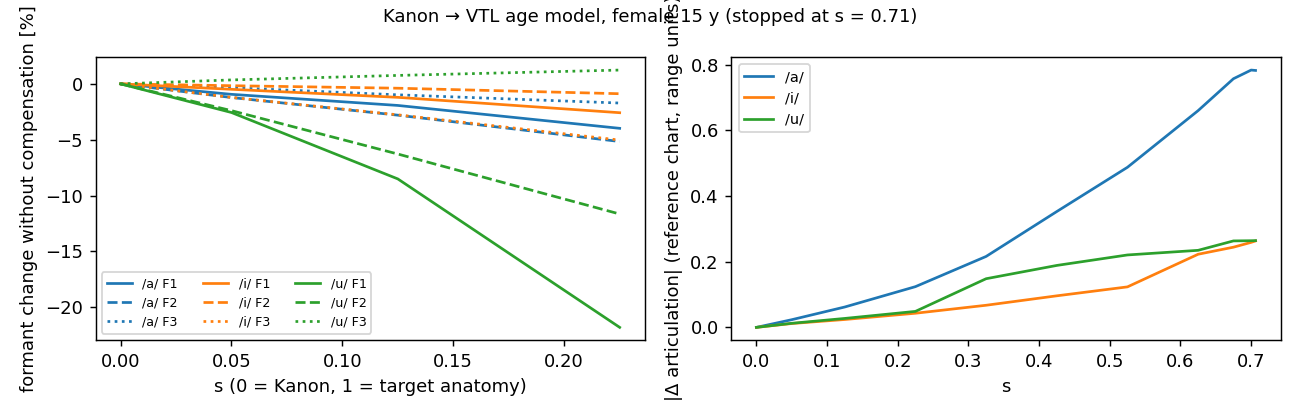 Kanon → VTL age model, female 15 y (stopped at s = 0.71)
formant change without compensation [%]
0
−5
−10
−15
−20
/a/ F1
/a/ F2
/a/ F3
/i/ F1
/i/ F2
/i/ F3
/u/ F1
/u/ F2
/u/ F3
0.00 0.05 0.10 0.15 0.20
s (0 = Kanon, 1 = target anatomy)
|Δ articulation| (reference chart, range units)
0.8
0.6
0.4
0.2
0.0
/a/
/i/
/u/
0.0 0.1 0.2 0.3 0.4 0.5 0.6 0.7
s